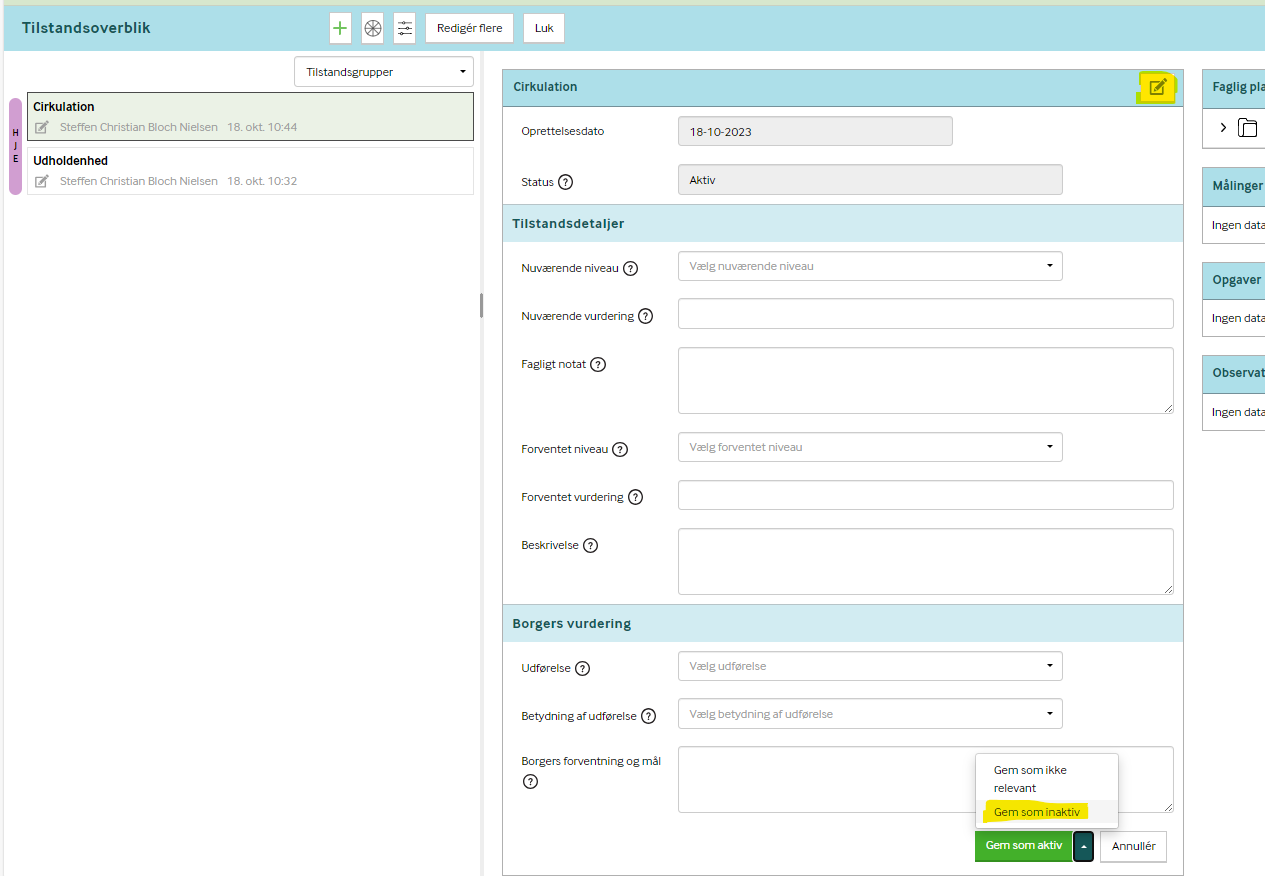 Tilstandsoverblik
Redigér flere
Luk
Tilstandsgrupper
H
J
E
Cirkulation
Steffen Christian Bloch Nielsen 18. okt. 10:44
Udholdenhed
Steffen Christian Bloch Nielsen 18. okt. 10:32
Cirkulation
Oprettelsesdato
18-10-2023
Status ?
Aktiv
Tilstandsdetaljer
Nuværende niveau ?
Vælg nuværende niveau
Nuværende vurdering ?
Fagligt notat ?
Forventet niveau ?
Vælg forventet niveau
Forventet vurdering ?
Beskrivelse ?
Borgers vurdering
Udførelse ?
Vælg udførelse
Betydning af udførelse ?
Vælg betydning af udførelse
Borgers forventning og mål
?
Gem som ikke
relevant
Gem som inaktiv
Gem som aktiv
Annullér
Faglig pla
Målinger
Ingen data
Opgaver
Ingen data
Observat
Ingen data